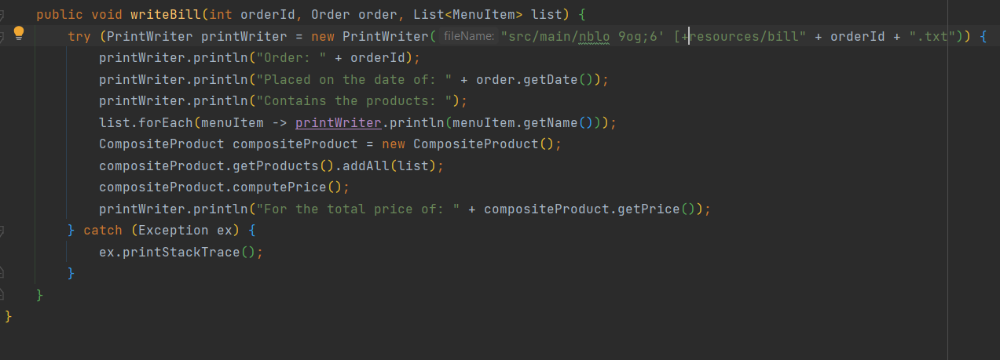 public void writeBill(int orderId, Order order, List<MenuItem> list) {
try (PrintWriter printWriter = new PrintWriter( fileName: "src/main/nblo 9og;6' [+resources/bill" + orderId + ".txt")) {
printWriter.println("Order: " + orderId);
printWriter.println("Placed on the date of: " + order.getDate());
printWriter.println("Contains the products: ");
list.forEach(menuItem -> printWriter.println(menuItem.getName()));
CompositeProduct compositeProduct = new CompositeProduct();
compositeProduct.getProducts().addAll(list);
compositeProduct.computePrice();
printWriter.println("For the total price of: " + compositeProduct.getPrice());
} catch (Exception ex) {
ex.printStackTrace();
}
}
}